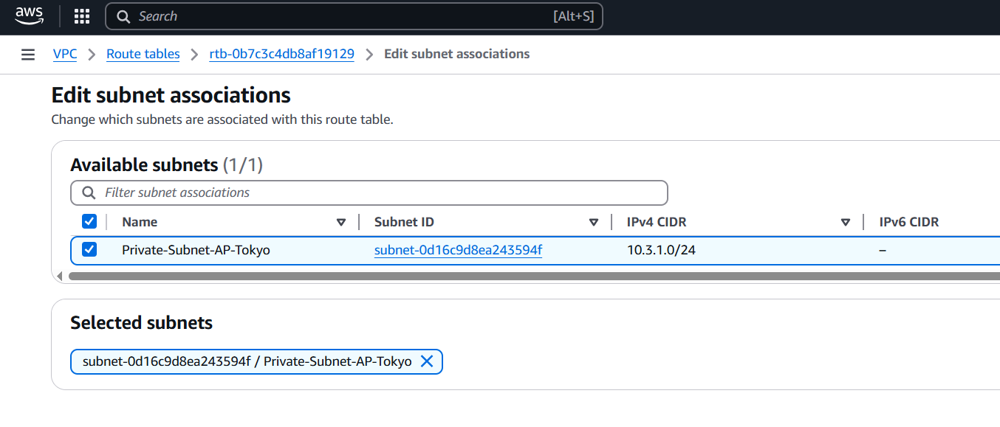 aws Search [Alt+S]
VPC Route tables rtb-0b7c3c4db8af19129 Edit subnet associations
Edit subnet associations
Change which subnets are associated with this route table.
Available subnets (1/1)
Filter subnet associations
Name Subnet ID IPv4 CIDR IPv6 CIDR
Private-Subnet-AP-Tokyo subnet-0d16c9d8ea243594f 10.3.1.0/24 –
Selected subnets
subnet-0d16c9d8ea243594f / Private-Subnet-AP-Tokyo